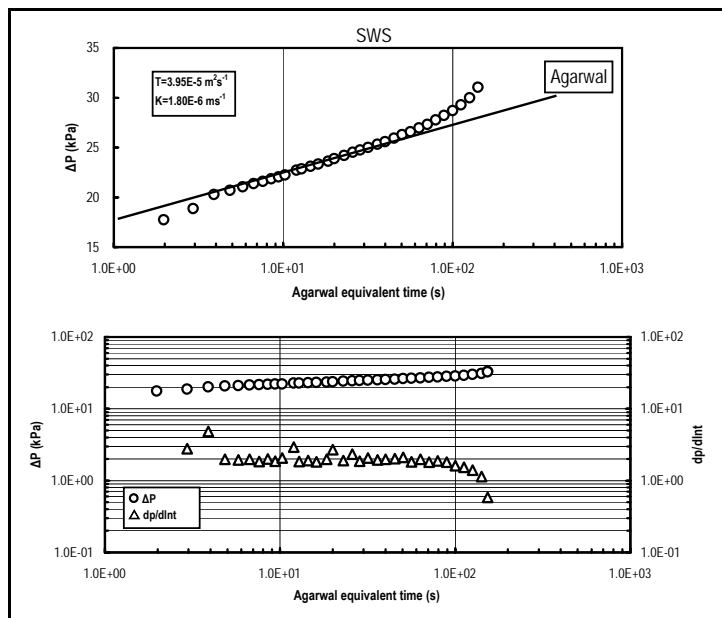 SWS
35
30
25
20
15
ΔP (kPa)
T=3.95E-5 m²s⁻¹
K=1.80E-6 ms⁻¹
Agarwal
1.0E+00 1.0E+01 1.0E+02 1.0E+03
Agarwal equivalent time (s)
1.0E+02 1.0E+02
1.0E+01 1.0E+01
1.0E+00 1.0E+00
1.0E-01 1.0E-01
ΔP (kPa)
dp/dlnt
ΔP
dp/dlnt
1.0E+00 1.0E+01 1.0E+02 1.0E+03
Agarwal equivalent time (s)